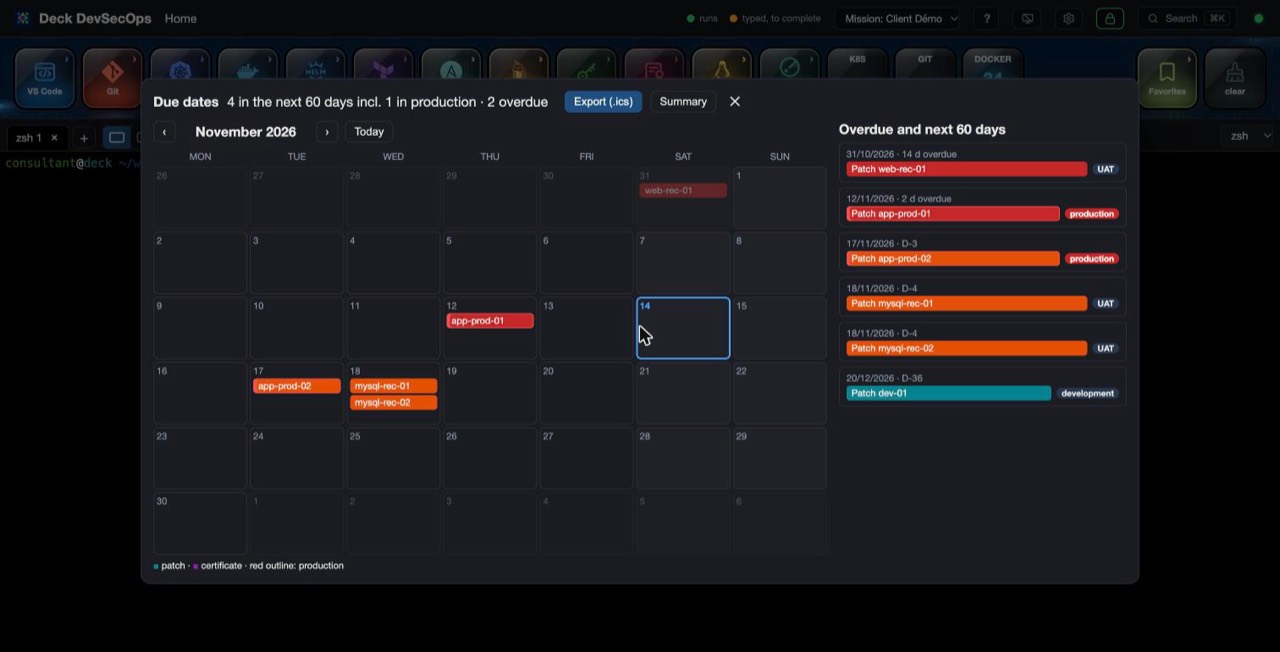 Deck DevSecOps Home runs typed, to complete Mission: Client Démo ? Search ⌘K
VS Code Git HELM K8S GIT DOCKER Favorites clear
Due dates 4 in the next 60 days incl. 1 in production · 2 overdue Export (.ics) Summary ✕
‹ November 2026 › Today
zsh 1 × + zsh
consultant@deck ~/w
MON TUE WED THU FRI SAT SUN
26 27 28 29 30 31 1
web-rec-01
2 3 4 5 6 7 8
9 10 11 12 13 14 15
app-prod-01
16 17 18 19 20 21 22
app-prod-02 mysql-rec-01
mysql-rec-02
23 24 25 26 27 28 29
30 1 2 3 4 5 6
patch · certificate · red outline: production
Overdue and next 60 days
31/10/2026 · 14 d overdue
Patch web-rec-01 UAT
12/11/2026 · 2 d overdue
Patch app-prod-01 production
17/11/2026 · D-3
Patch app-prod-02 production
18/11/2026 · D-4
Patch mysql-rec-01 UAT
18/11/2026 · D-4
Patch mysql-rec-02 UAT
20/12/2026 · D-36
Patch dev-01 development